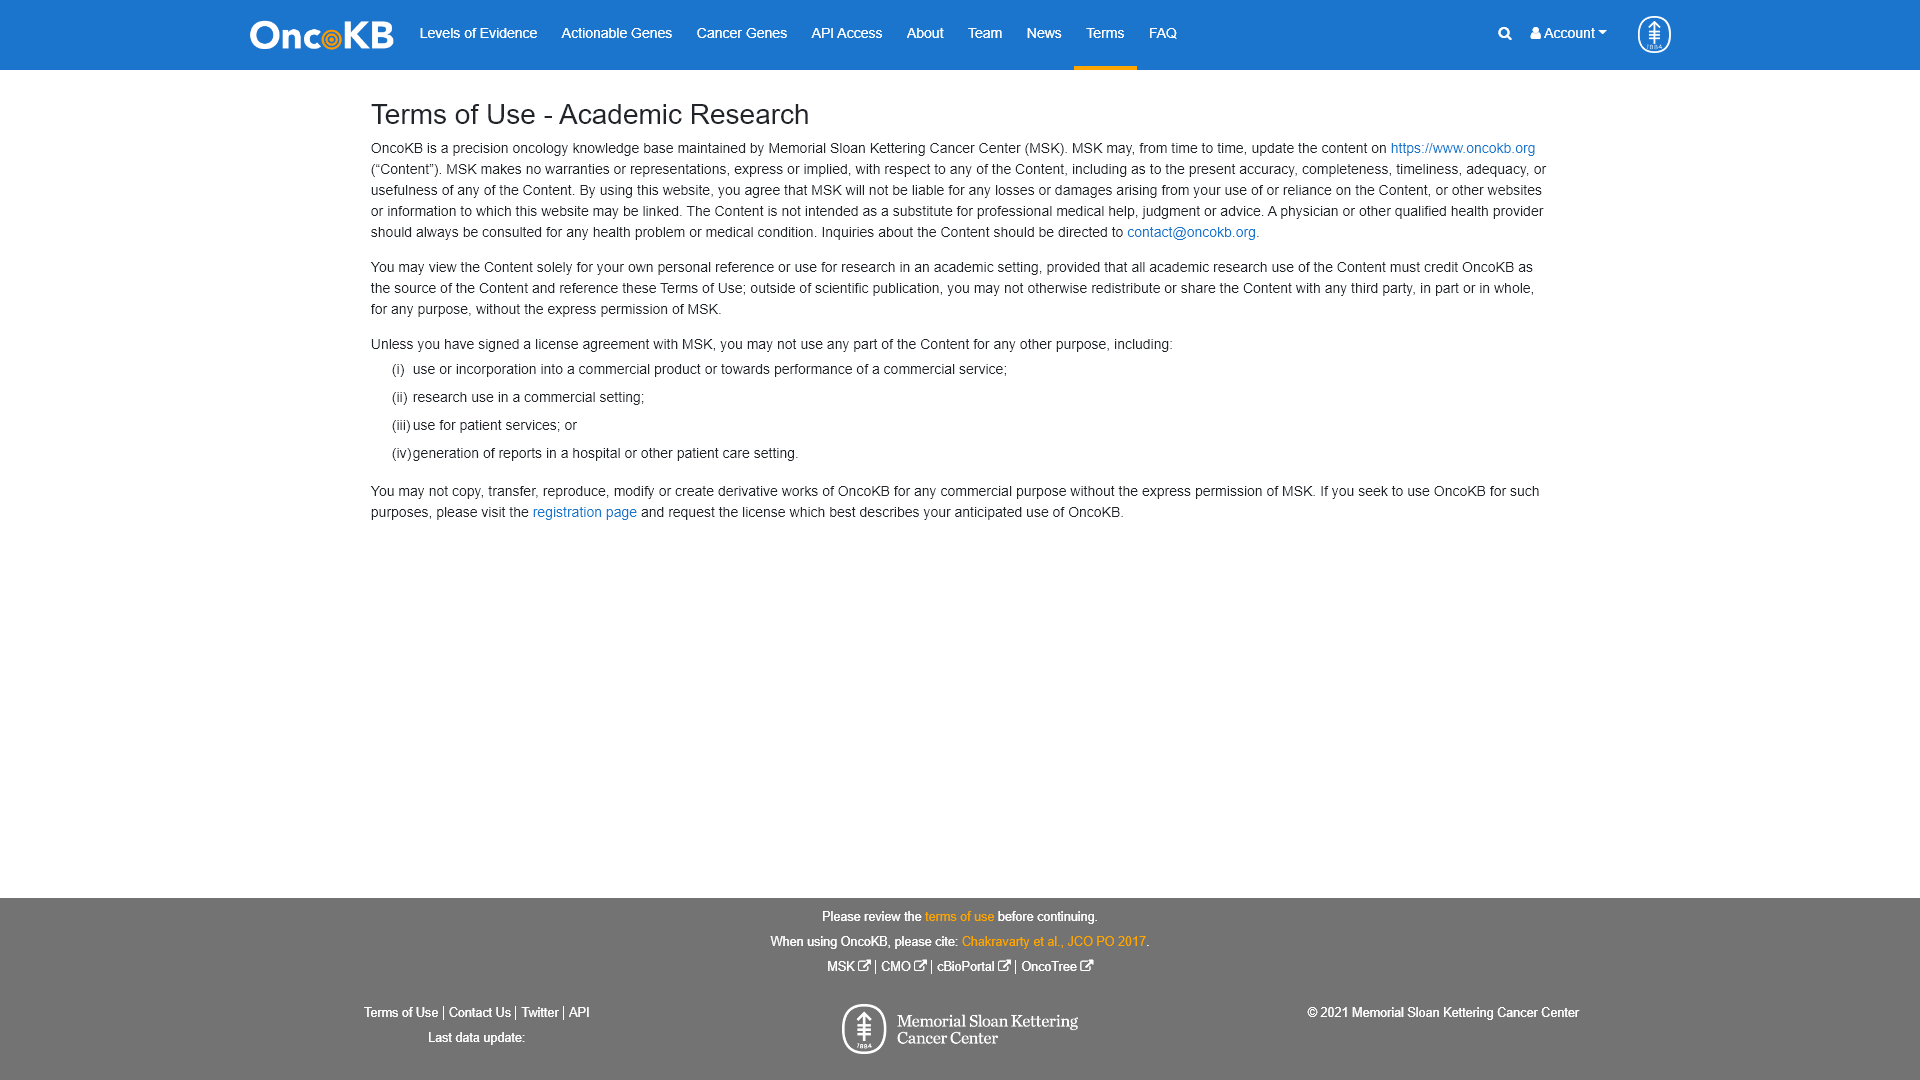 OncoKB
Levels of Evidence
Actionable Genes
Cancer Genes
API Access
About
Team
News
Terms
FAQ
Account
1884
Terms of Use - Academic Research
OncoKB is a precision oncology knowledge base maintained by Memorial Sloan Kettering Cancer Center (MSK). MSK may, from time to time, update the content on https://www.oncokb.org
(“Content”). MSK makes no warranties or representations, express or implied, with respect to any of the Content, including as to the present accuracy, completeness, timeliness, adequacy, or
usefulness of any of the Content. By using this website, you agree that MSK will not be liable for any losses or damages arising from your use of or reliance on the Content, or other websites
or information to which this website may be linked. The Content is not intended as a substitute for professional medical help, judgment or advice. A physician or other qualified health provider
should always be consulted for any health problem or medical condition. Inquiries about the Content should be directed to contact@oncokb.org.
You may view the Content solely for your own personal reference or use for research in an academic setting, provided that all academic research use of the Content must credit OncoKB as
the source of the Content and reference these Terms of Use; outside of scientific publication, you may not otherwise redistribute or share the Content with any third party, in part or in whole,
for any purpose, without the express permission of MSK.
Unless you have signed a license agreement with MSK, you may not use any part of the Content for any other purpose, including:
(i) use or incorporation into a commercial product or towards performance of a commercial service;
(ii) research use in a commercial setting;
(iii) use for patient services; or
(iv) generation of reports in a hospital or other patient care setting.
You may not copy, transfer, reproduce, modify or create derivative works of OncoKB for any commercial purpose without the express permission of MSK. If you seek to use OncoKB for such
purposes, please visit the registration page and request the license which best describes your anticipated use of OncoKB.
Please review the terms of use before continuing.
When using OncoKB, please cite: Chakravarty et al., JCO PO 2017.
MSK | CMO | cBioPortal | OncoTree
Terms of Use | Contact Us | Twitter | API
Last data update:
1884
Memorial Sloan Kettering
Cancer Center
© 2021 Memorial Sloan Kettering Cancer Center